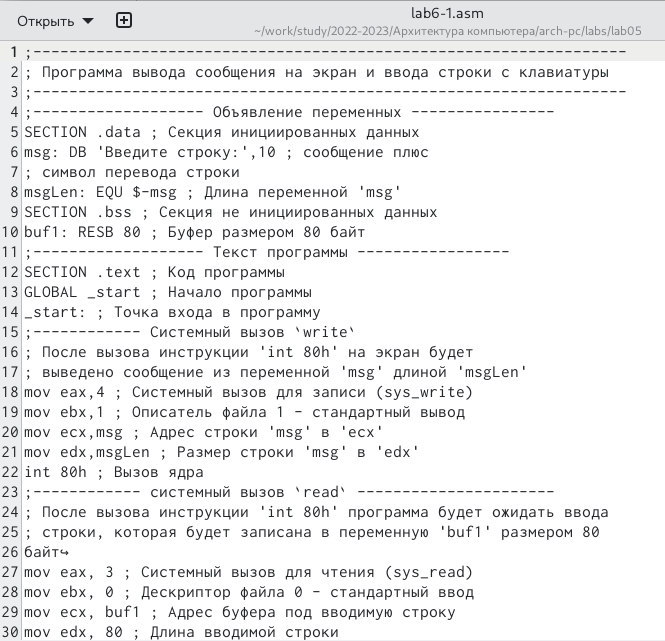 Открыть
lab6-1.asm
~/work/study/2022-2023/Архитектура компьютера/arch-pc/labs/lab05
1 ;------------------------------------------------------------------
2 ; Программа вывода сообщения на экран и ввода строки с клавиатуры
3 ;------------------------------------------------------------------
4 ;------------------- Объявление переменных ----------------
5 SECTION .data ; Секция инициированных данных
6 msg: DB 'Введите строку:',10 ; сообщение плюс
7 ; символ перевода строки
8 msgLen: EQU $-msg ; Длина переменной 'msg'
9 SECTION .bss ; Секция не инициированных данных
10 buf1: RESB 80 ; Буфер размером 80 байт
11 ;------------------- Текст программы -----------------
12 SECTION .text ; Код программы
13 GLOBAL _start ; Начало программы
14 _start: ; Точка входа в программу
15 ;------------ Системный вызов `write`
16 ; После вызова инструкции 'int 80h' на экран будет
17 ; выведено сообщение из переменной 'msg' длиной 'msgLen'
18 mov eax,4 ; Системный вызов для записи (sys_write)
19 mov ebx,1 ; Описатель файла 1 - стандартный вывод
20 mov ecx,msg ; Адрес строки 'msg' в 'ecx'
21 mov edx,msgLen ; Размер строки 'msg' в 'edx'
22 int 80h ; Вызов ядра
23 ;------------ системный вызов `read` ----------------------
24 ; После вызова инструкции 'int 80h' программа будет ожидать ввода
25 ; строки, которая будет записана в переменную 'buf1' размером 80
26 байт↪
27 mov eax, 3 ; Системный вызов для чтения (sys_read)
28 mov ebx, 0 ; Дескриптор файла 0 - стандартный ввод
29 mov ecx, buf1 ; Адрес буфера под вводимую строку
30 mov edx, 80 ; Длина вводимой строки